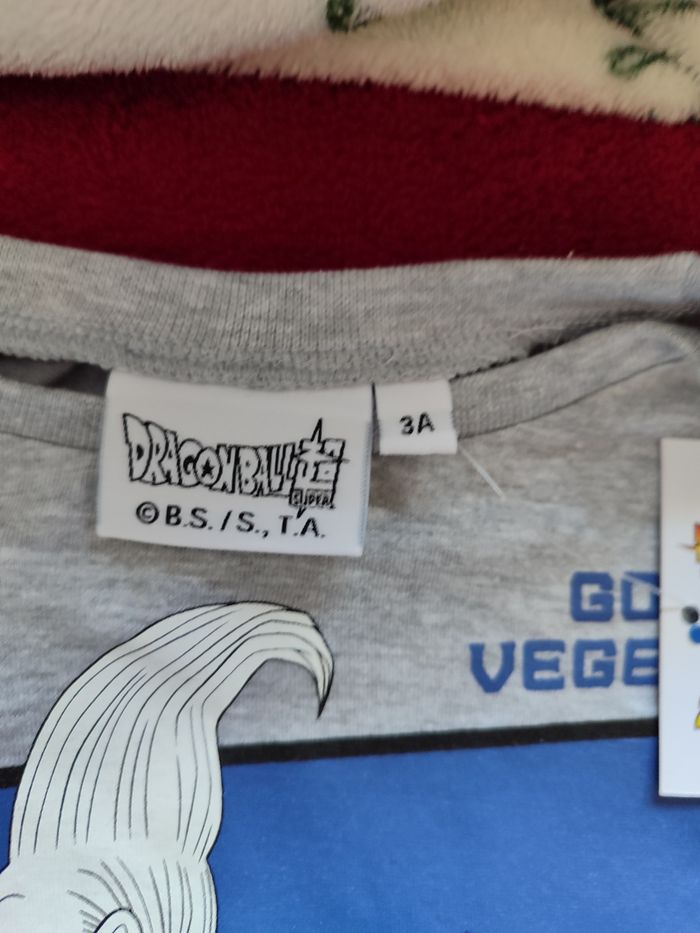 DRAGONBALL超
SUPER
©B.S./S., T.A.
3A
GO
VEGE